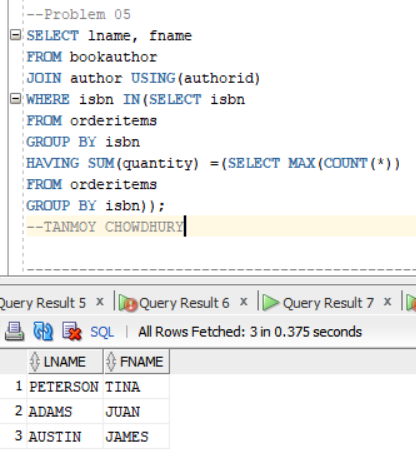 --Problem 05
SELECT lname, fname
FROM bookauthor
JOIN author USING(authorid)
WHERE isbn IN(SELECT isbn
FROM orderitems
GROUP BY isbn
HAVING SUM(quantity) =(SELECT MAX(COUNT(*))
FROM orderitems
GROUP BY isbn));
--TANMOY CHOWDHURY
--------------------------------------------------
Query Result 5 x Query Result 6 x Query Result 7 x
SQL | All Rows Fetched: 3 in 0.375 seconds
LNAME FNAME
1 PETERSON TINA
2 ADAMS JUAN
3 AUSTIN JAMES